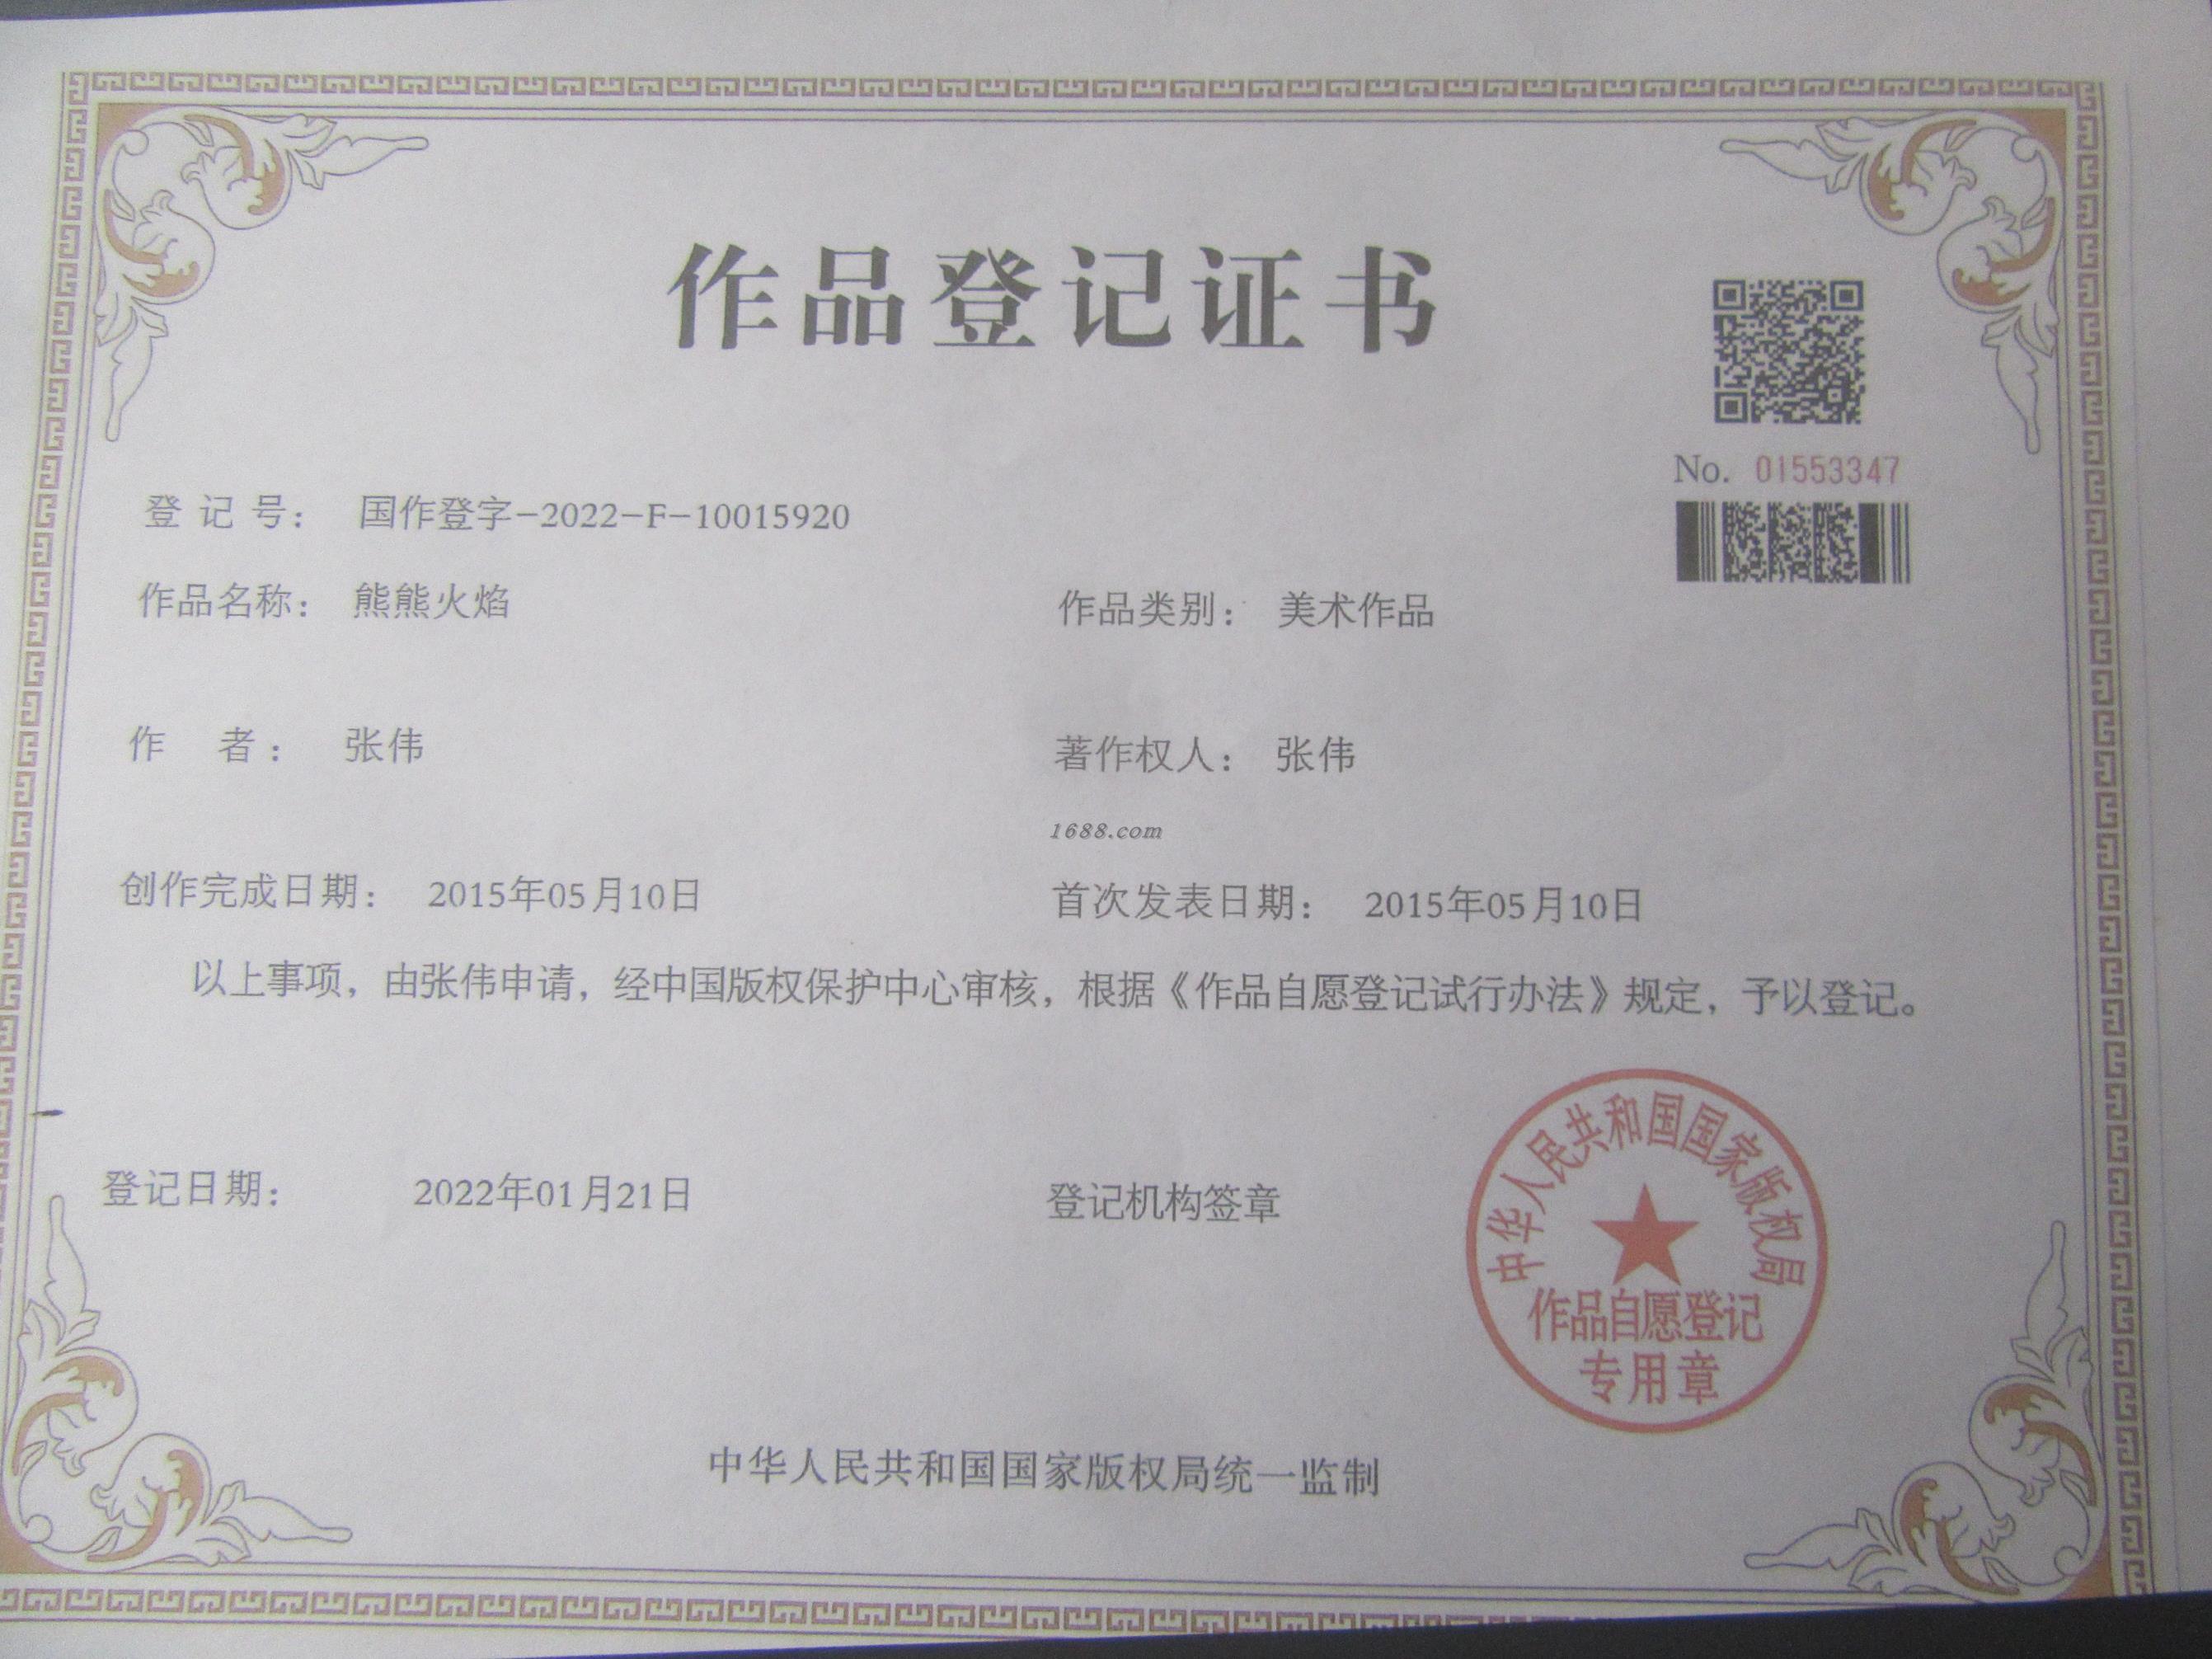 作品登记证书
No. 01553347
登 记 号： 国作登字-2022-F-10015920
作品名称： 熊熊火焰 作品类别： 美术作品
作 者： 张伟 著作权人： 张伟
1688.com
创作完成日期： 2015年05月10日 首次发表日期： 2015年05月10日
以上事项，由张伟申请，经中国版权保护中心审核，根据《作品自愿登记试行办法》规定，予以登记。
登记日期： 2022年01月21日 登记机构签章
中华人民共和国国家版权局
作品自愿登记
专用章
中华人民共和国国家版权局统一监制